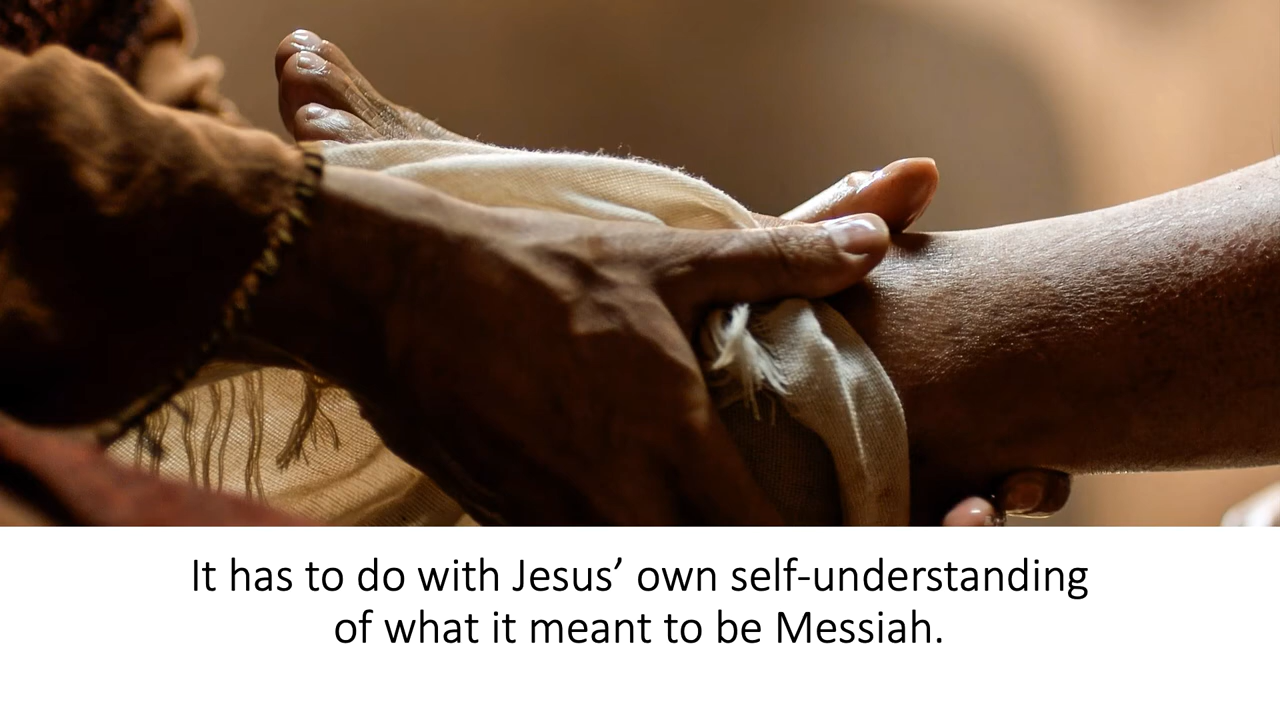 It has to do with Jesus’ own self-understanding
of what it meant to be Messiah.